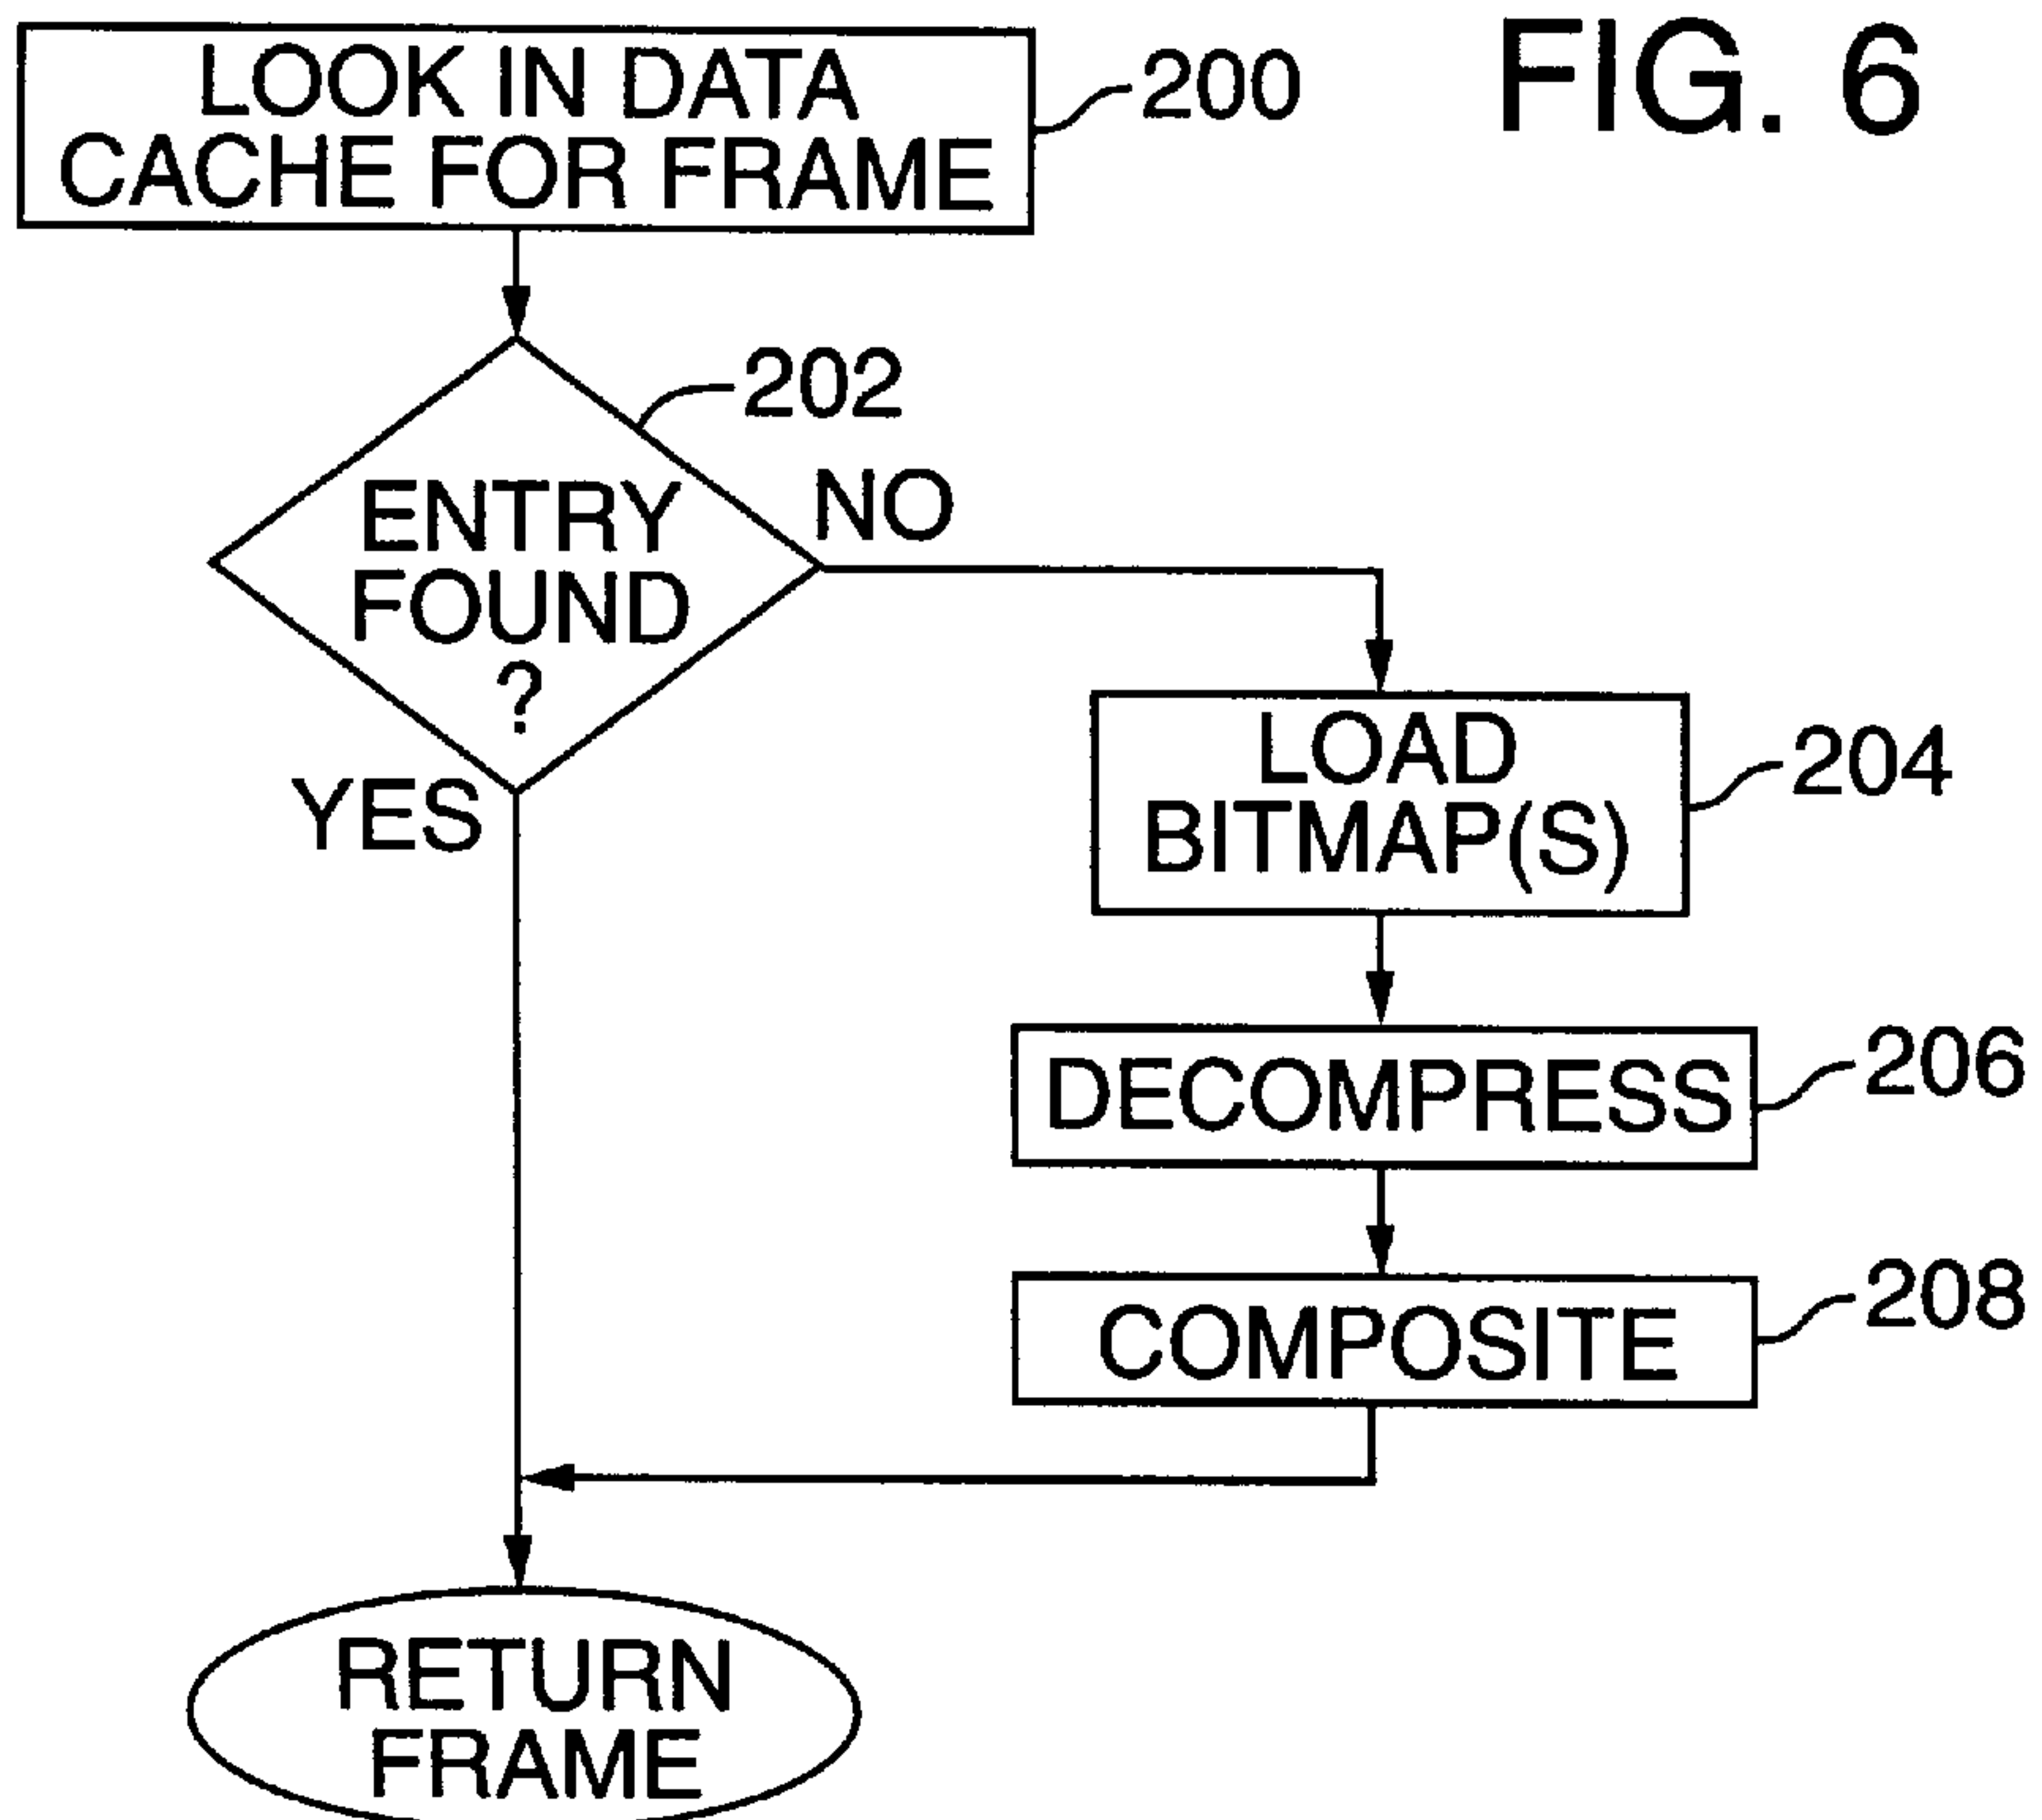 FIG. 6
LOOK IN DATA
CACHE FOR FRAME
200
202
ENTRY
FOUND
?
NO
YES
LOAD
BITMAP(S)
204
DECOMPRESS
206
COMPOSITE
208
RETURN
FRAME